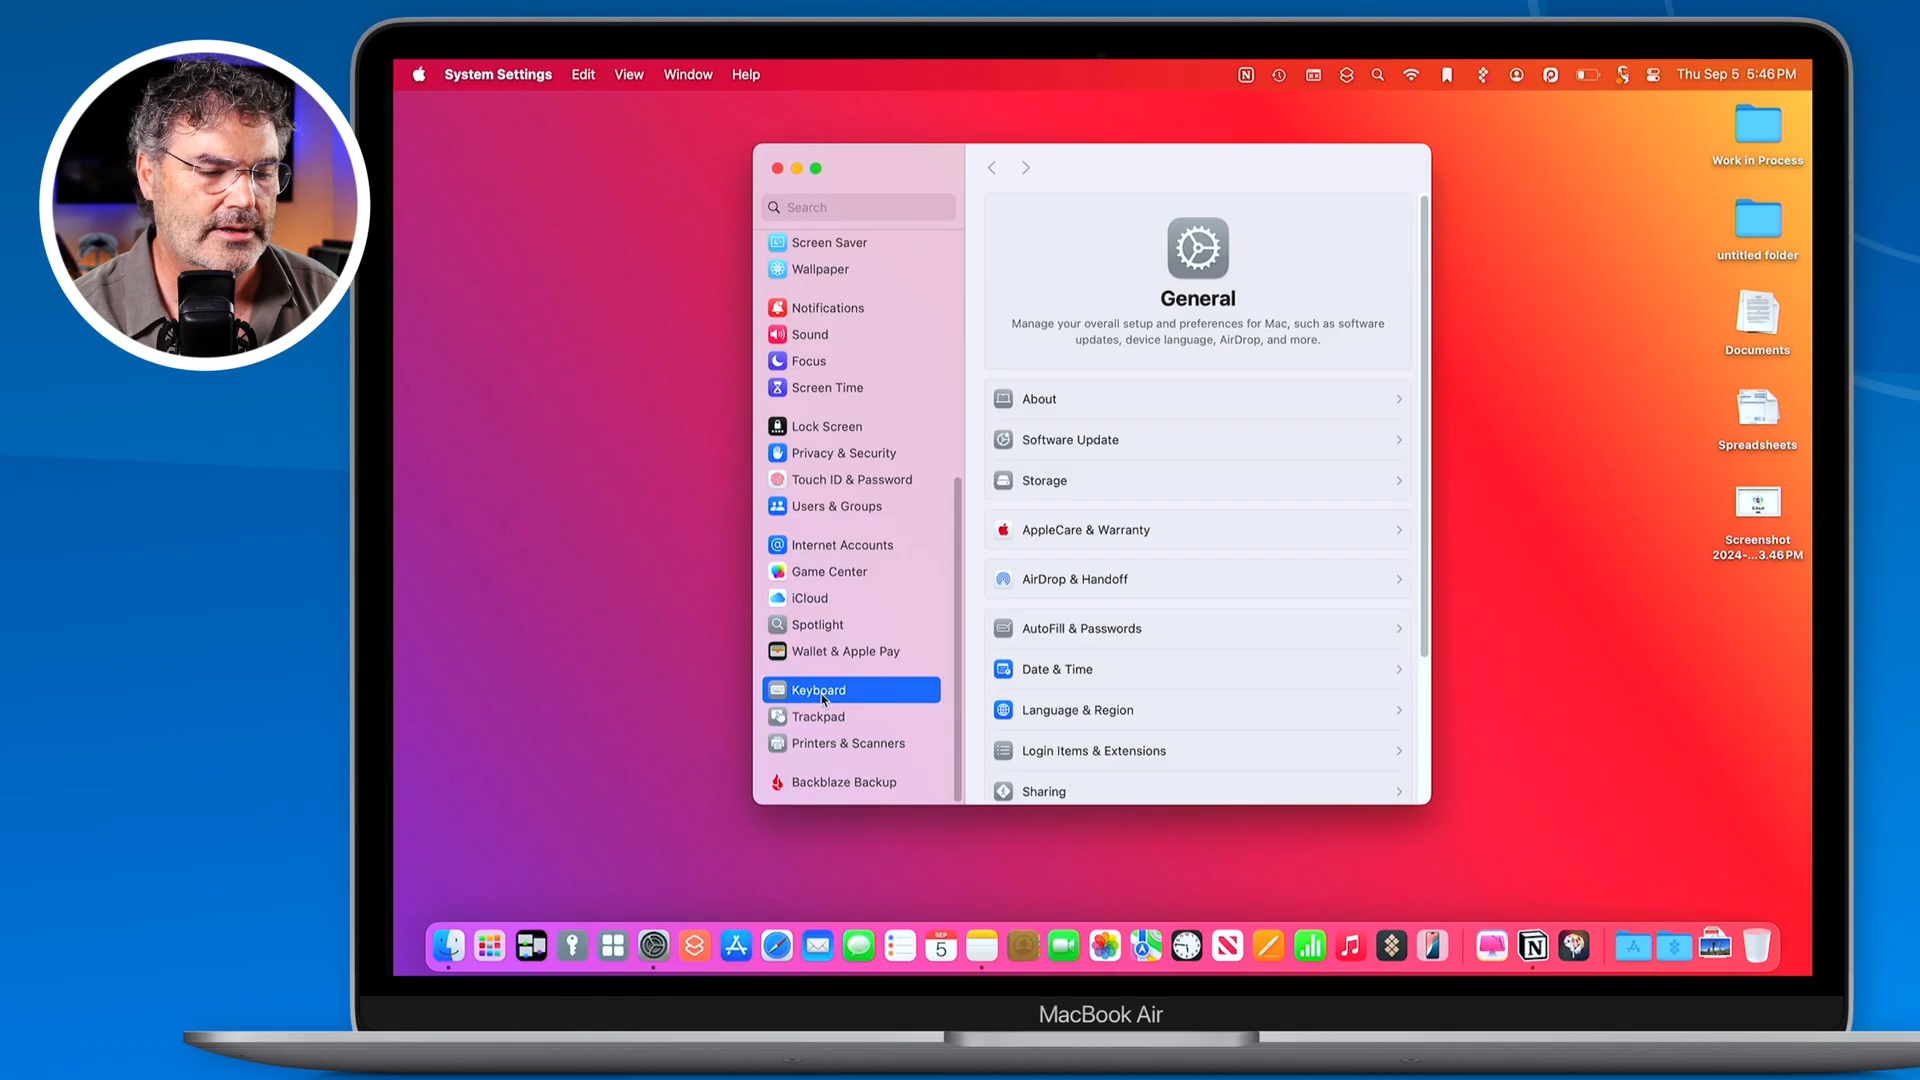 System Settings Edit View Window Help
Thu Sep 5 5:46 PM
Work in Process
untitled folder
Documents
Spreadsheets
Screenshot
2024-...3.46 PM
Search
Screen Saver
Wallpaper
Notifications
Sound
Focus
Screen Time
Lock Screen
Privacy & Security
Touch ID & Password
Users & Groups
Internet Accounts
Game Center
iCloud
Spotlight
Wallet & Apple Pay
Keyboard
Trackpad
Printers & Scanners
Backblaze Backup
General
Manage your overall setup and preferences for Mac, such as software
updates, device language, AirDrop, and more.
About
Software Update
Storage
AppleCare & Warranty
AirDrop & Handoff
AutoFill & Passwords
Date & Time
Language & Region
Login Items & Extensions
Sharing
SEP
5
MacBook Air